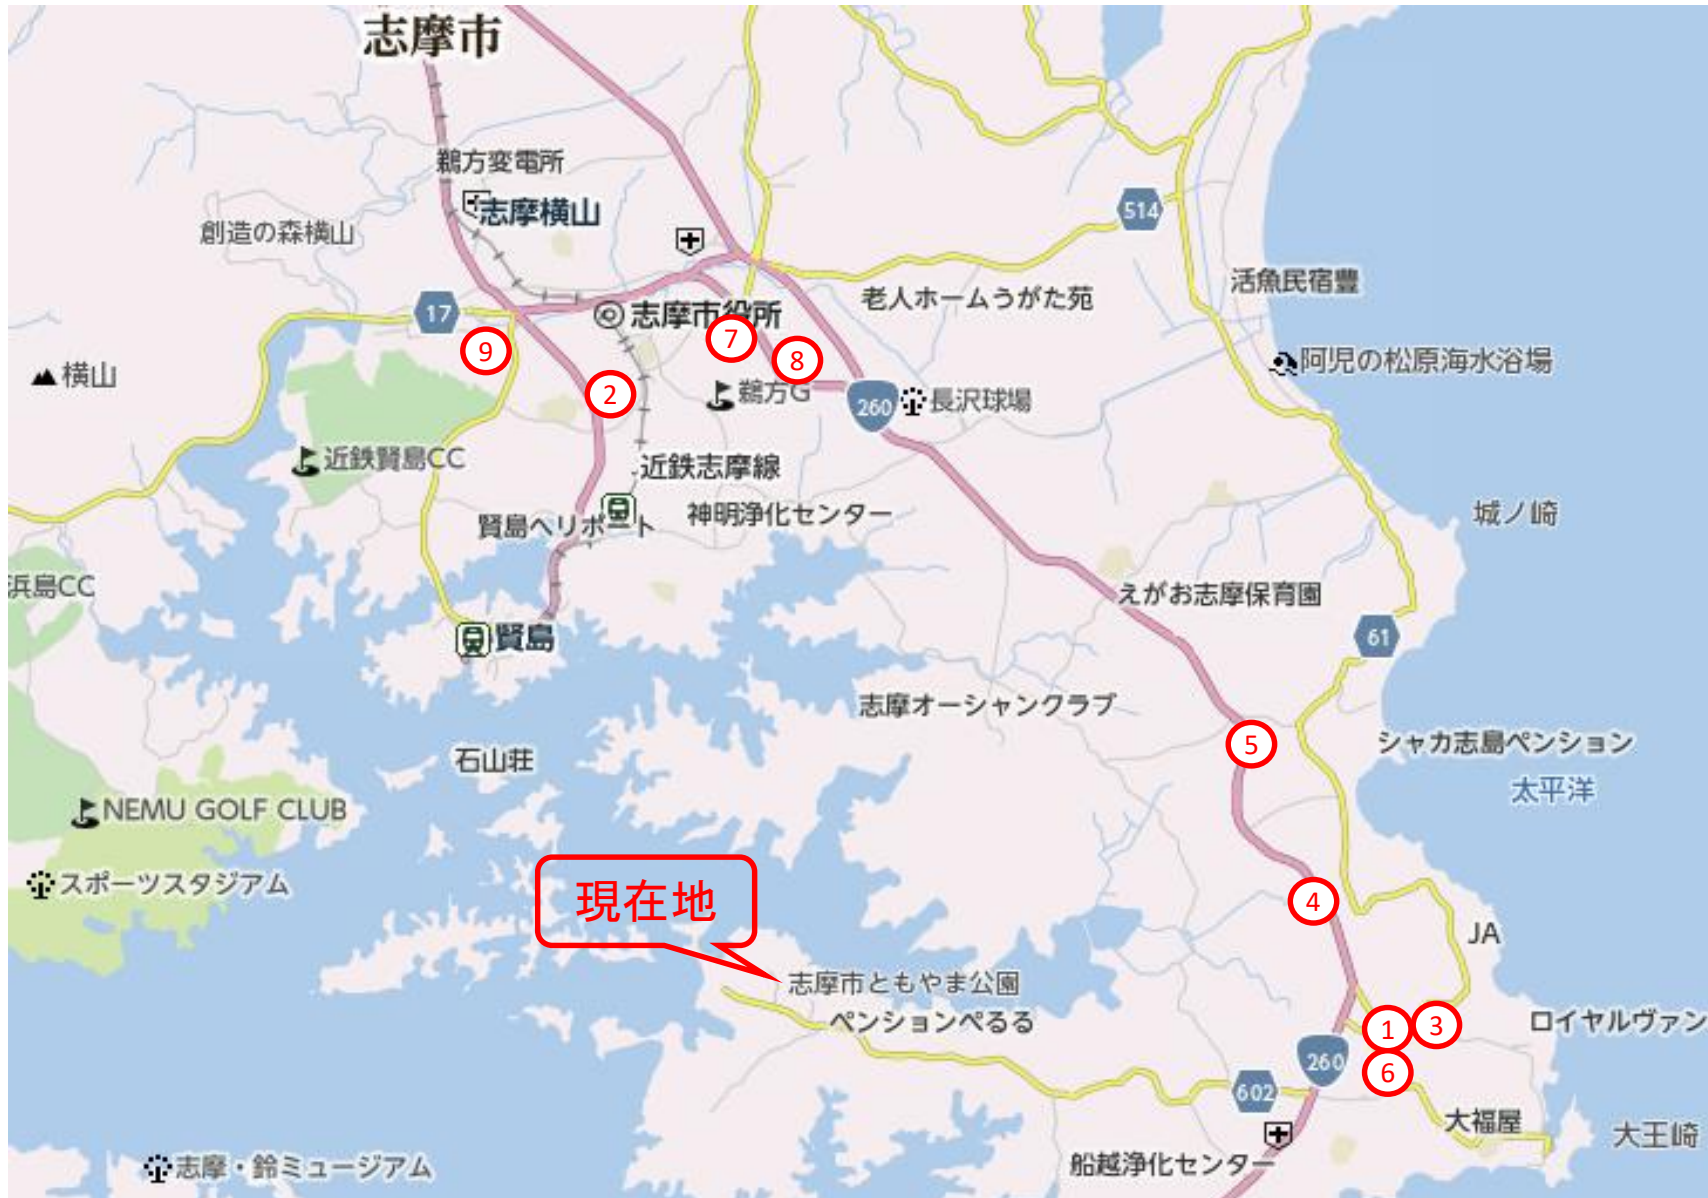 志摩市
鵜方変電所
志摩横山
創造の森横山
514
活魚民宿豊
老人ホームうがた苑
17
志摩市役所
7
9
8
横山
阿児の松原海水浴場
2
鵜方G
260
長沢球場
近鉄賢島CC
近鉄志摩線
賢島ヘリポート
神明浄化センター
城ノ崎
浜島CC
えがお志摩保育園
賢島
61
志摩オーシャンクラブ
5
シャカ志島ペンション
石山荘
太平洋
NEMU GOLF CLUB
スポーツスタジアム
現在地
4
JA
志摩市ともやま公園
ペンションぺるる
1
3
ロイヤルヴァン
260
6
602
大福屋
大王崎
船越浄化センター
志摩・鈴ミュージアム